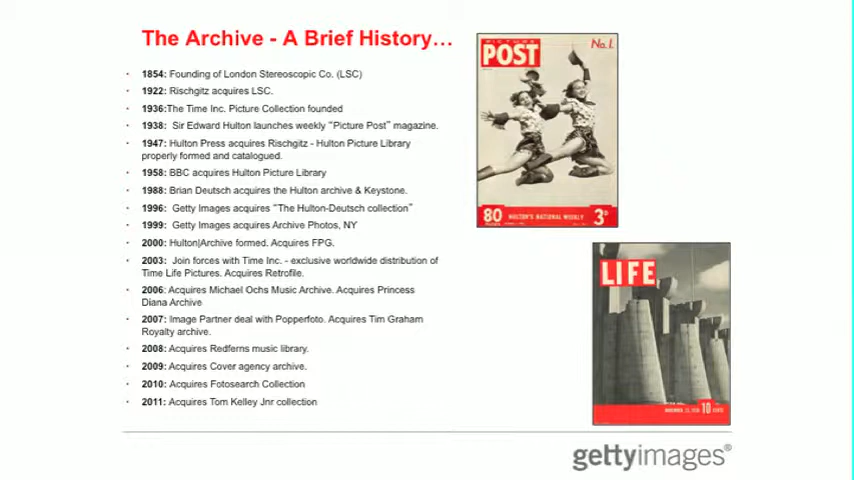 The Archive - A Brief History…
• 1854: Founding of London Stereoscopic Co. (LSC)
• 1922: Rischgitz acquires LSC.
• 1936:The Time Inc. Picture Collection founded
• 1938: Sir Edward Hulton launches weekly “Picture Post” magazine.
• 1947: Hulton Press acquires Rischgitz - Hulton Picture Library
properly formed and catalogued.
• 1958: BBC acquires Hulton Picture Library
• 1988: Brian Deutsch acquires the Hulton archive & Keystone.
• 1996: Getty Images acquires “The Hulton-Deutsch collection”
• 1999: Getty Images acquires Archive Photos, NY
• 2000: Hulton|Archive formed. Acquires FPG.
• 2003: Join forces with Time Inc. - exclusive worldwide distribution of
Time Life Pictures. Acquires Retrofile.
• 2006: Acquires Michael Ochs Music Archive. Acquires Princess
Diana Archive
• 2007: Image Partner deal with Popperfoto. Acquires Tim Graham
Royalty archive.
• 2008: Acquires Redferns music library.
• 2009: Acquires Cover agency archive.
• 2010: Acquires Fotosearch Collection
• 2011: Acquires Tom Kelley Jnr collection
PICTURE
POST
No.1.
80
HULTON'S NATIONAL WEEKLY
3D
LIFE
10
CENTS
gettyimages®